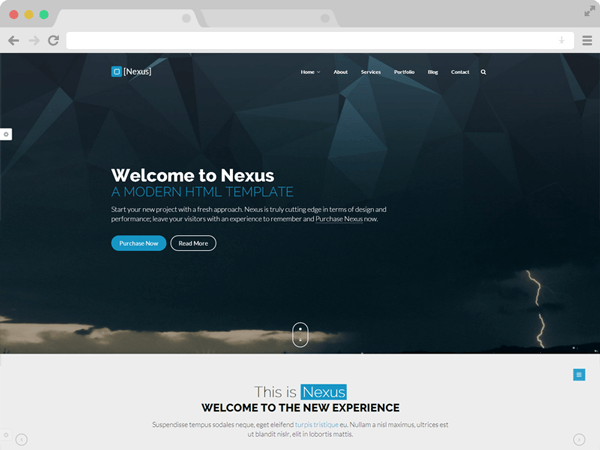 [Nexus]
Home About Services Portfolio Blog Contact
Welcome to Nexus
A MODERN HTML TEMPLATE
Start your new project with a fresh approach. Nexus is truly cutting edge in terms of design and
performance; leave your visitors with an experience to remember and Purchase Nexus now.
Purchase Now Read More
This is Nexus
WELCOME TO THE NEW EXPERIENCE
Suspendisse tempus sodales neque, eget eleifend turpis tristique eu. Nullam a nisl maximus, ultrices est
ut blandit nislr, elit in lobortis mattis.